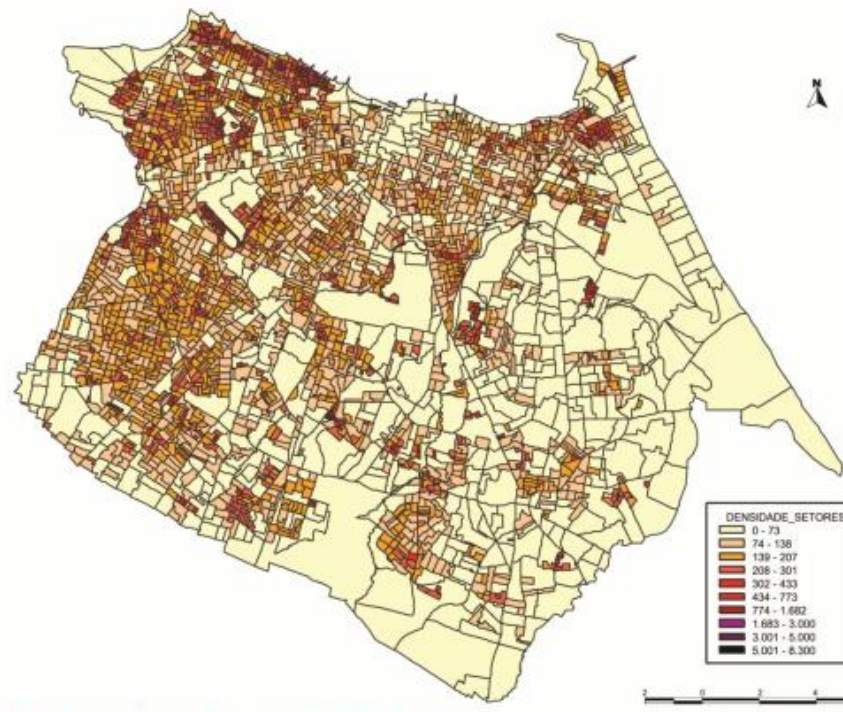 N
DENSIDADE_SETORES
0 - 73
74 - 138
139 - 207
208 - 301
302 - 433
434 - 773
774 - 1.682
1.683 - 3.000
3.001 - 5.000
5.001 - 8.300
2 0 2 4